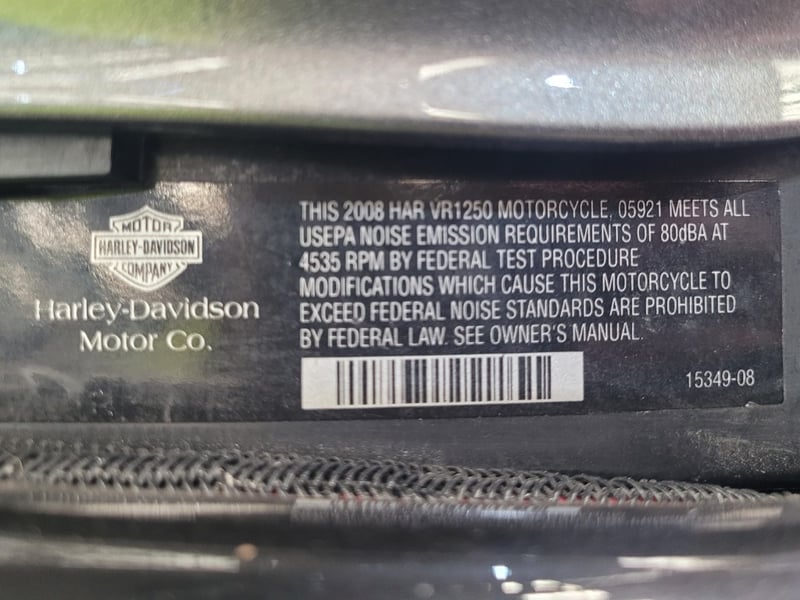 MOTOR
HARLEY-DAVIDSON
COMPANY
Harley-Davidson
Motor Co.
THIS 2008 HAR VR1250 MOTORCYCLE, 05921 MEETS ALL
USEPA NOISE EMISSION REQUIREMENTS OF 80dBA AT
4535 RPM BY FEDERAL TEST PROCEDURE
MODIFICATIONS WHICH CAUSE THIS MOTORCYCLE TO
EXCEED FEDERAL NOISE STANDARDS ARE PROHIBITED
BY FEDERAL LAW. SEE OWNER'S MANUAL.
15349-08